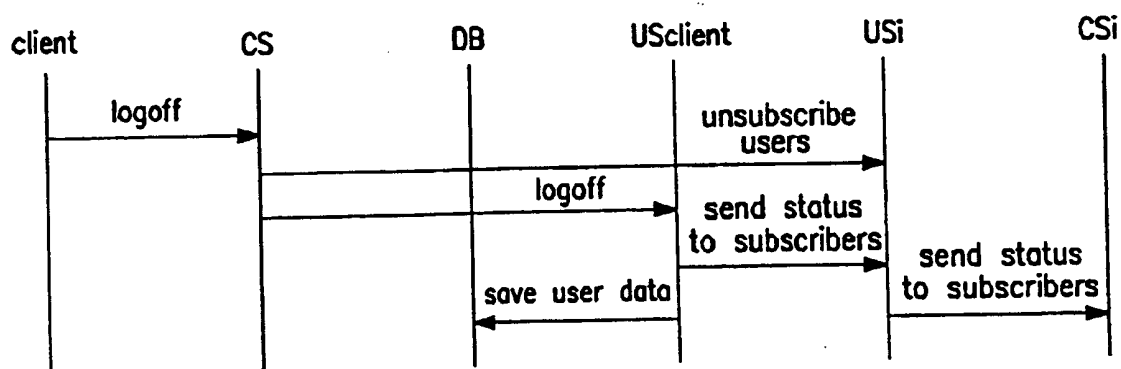 client CS DB USclient USi CSi
logoff
unsubscribe
users
logoff
send status
to subscribers
send status
to subscribers
save user data